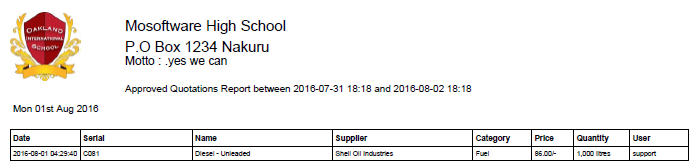 OAKLAND
INTERNATIONAL
SCHOOL
Mosoftware High School
P.O Box 1234 Nakuru
Motto : .yes we can
Approved Quotations Report between 2016-07-31 18:18 and 2016-08-02 18:18
Mon 01st Aug 2016
Date Serial Name Supplier Category Price Quantity User
2016-08-01 04:29:40 C081 Diesel - Unleaded Shell Oil Industries Fuel 86.00/- 1,000 litres support